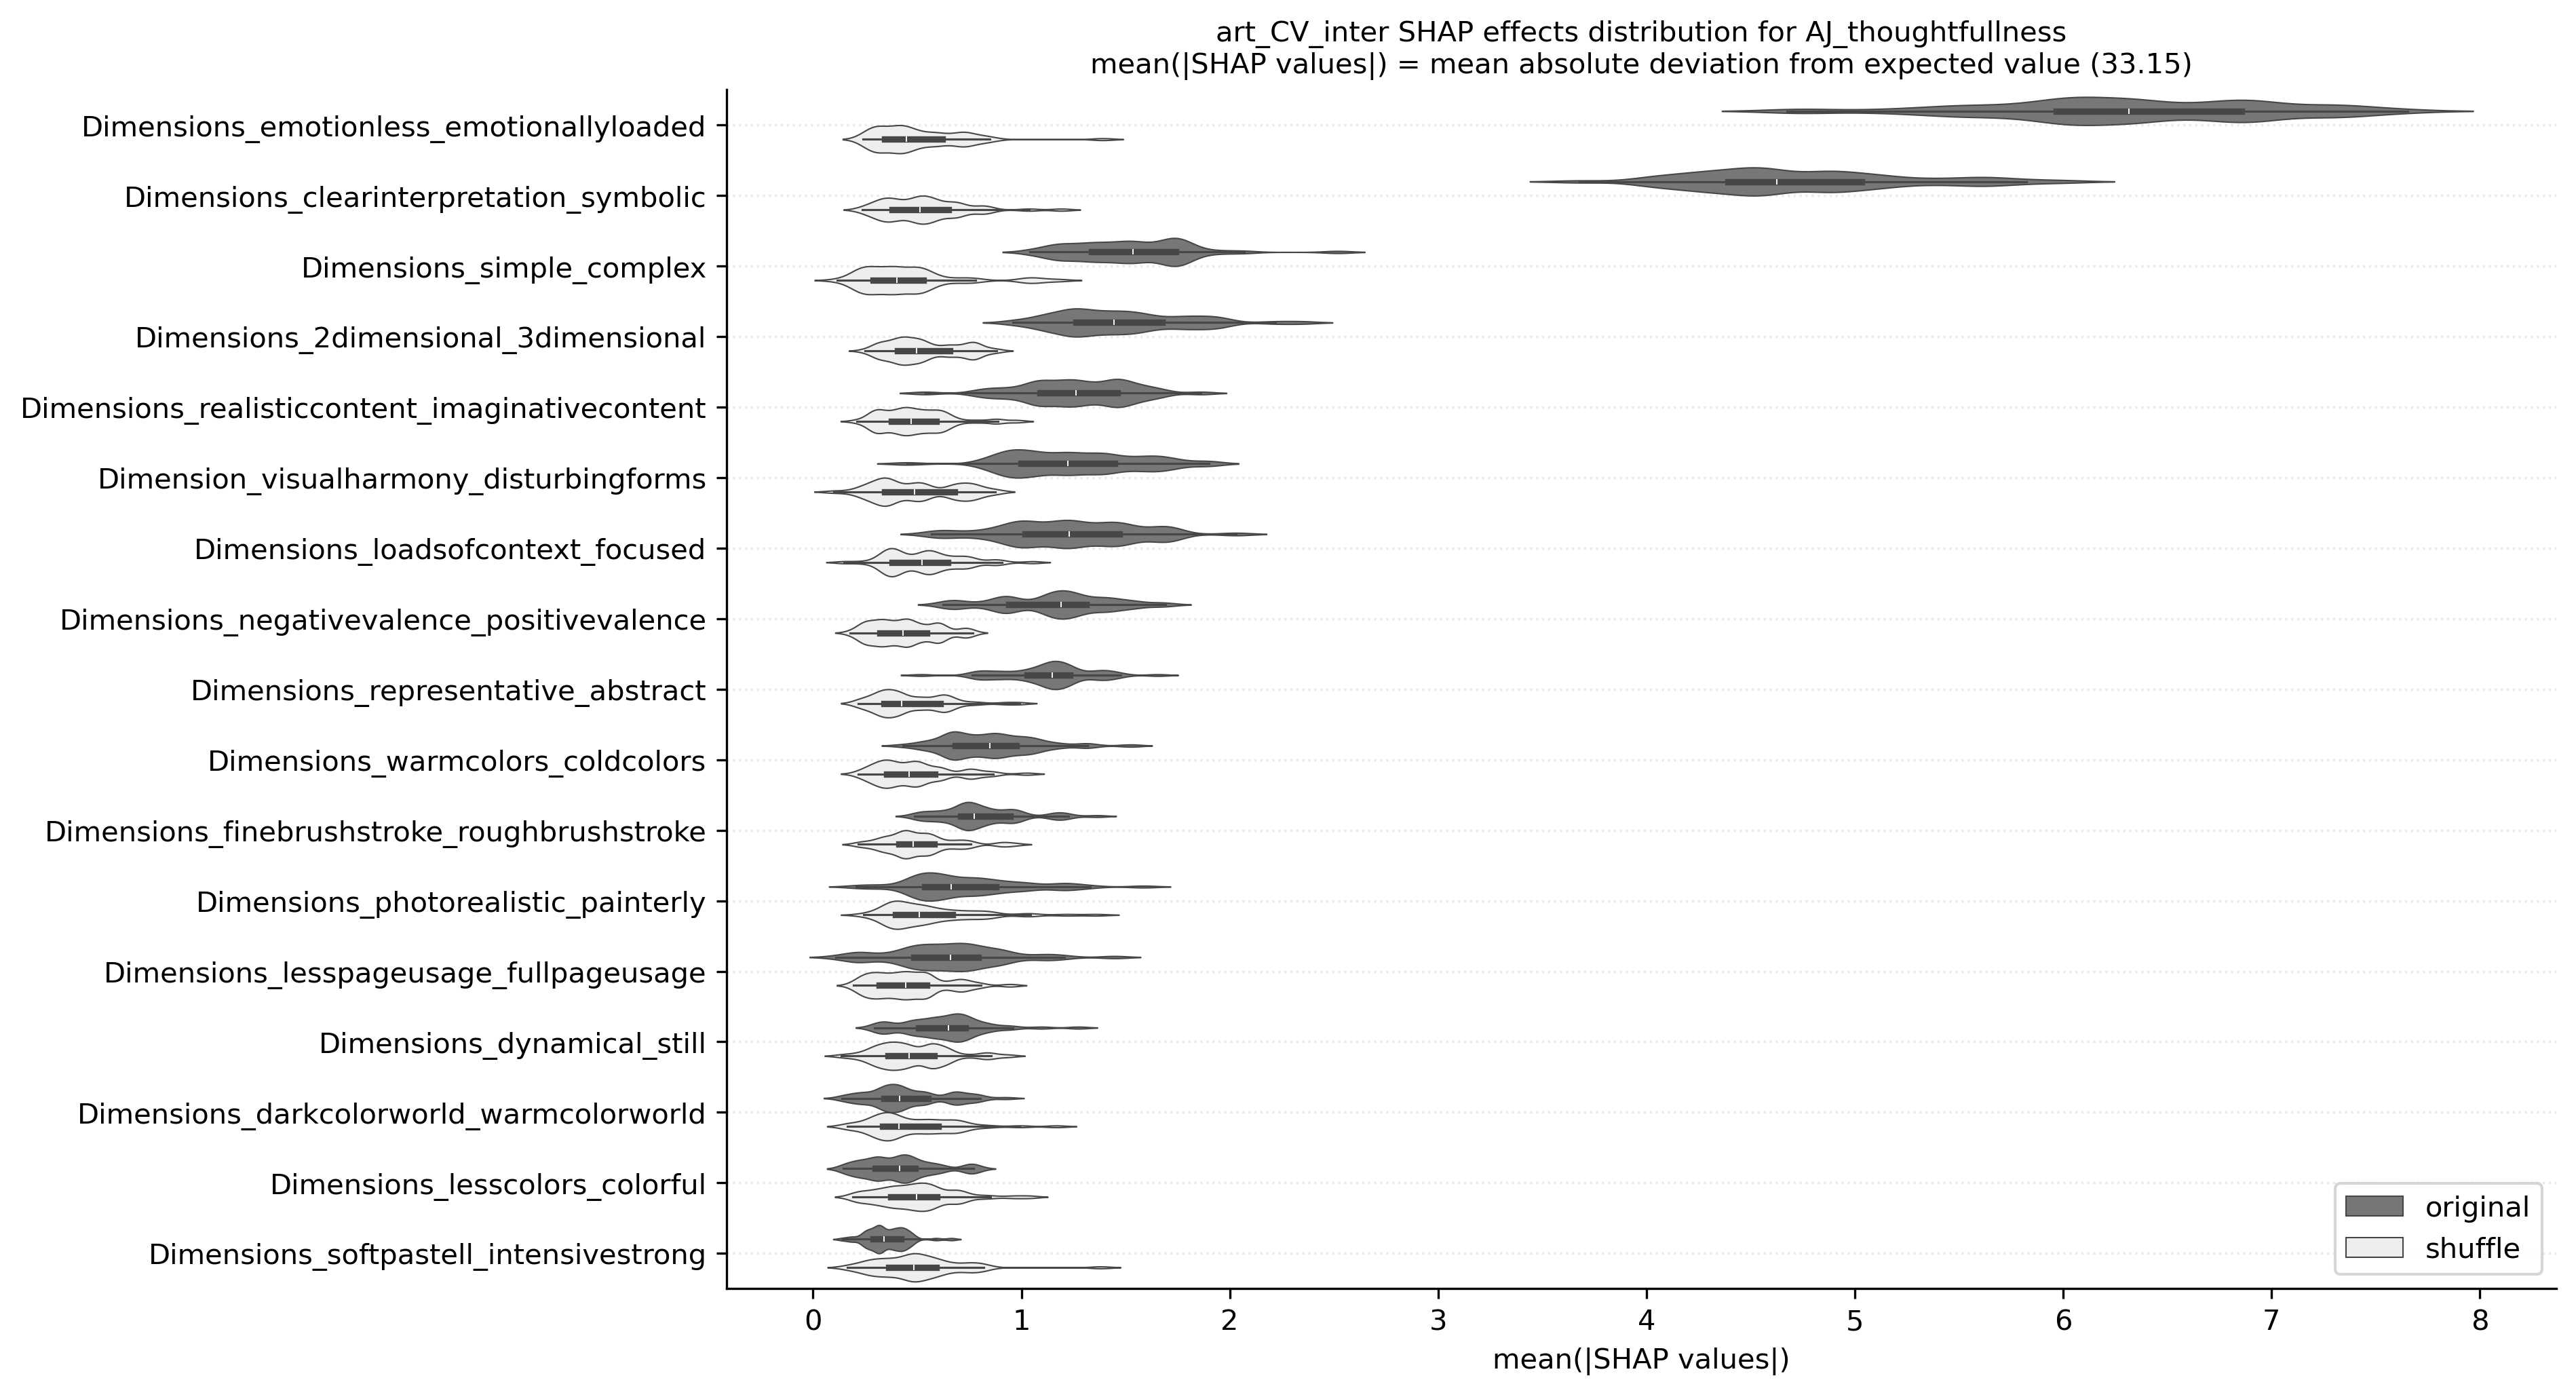 art_CV_inter SHAP effects distribution for AJ_thoughtfullness
mean(|SHAP values|) = mean absolute deviation from expected value (33.15)
Dimensions_emotionless_emotionallyloaded
Dimensions_clearinterpretation_symbolic
Dimensions_simple_complex
Dimensions_2dimensional_3dimensional
Dimensions_realisticcontent_imaginativecontent
Dimension_visualharmony_disturbingforms
Dimensions_loadsofcontext_focused
Dimensions_negativevalence_positivevalence
Dimensions_representative_abstract
Dimensions_warmcolors_coldcolors
Dimensions_finebrushstroke_roughbrushstroke
Dimensions_photorealistic_painterly
Dimensions_lesspageusage_fullpageusage
Dimensions_dynamical_still
Dimensions_darkcolorworld_warmcolorworld
Dimensions_lesscolors_colorful
Dimensions_softpastell_intensivestrong
original
shuffle
0 1 2 3 4 5 6 7 8
mean(|SHAP values|)